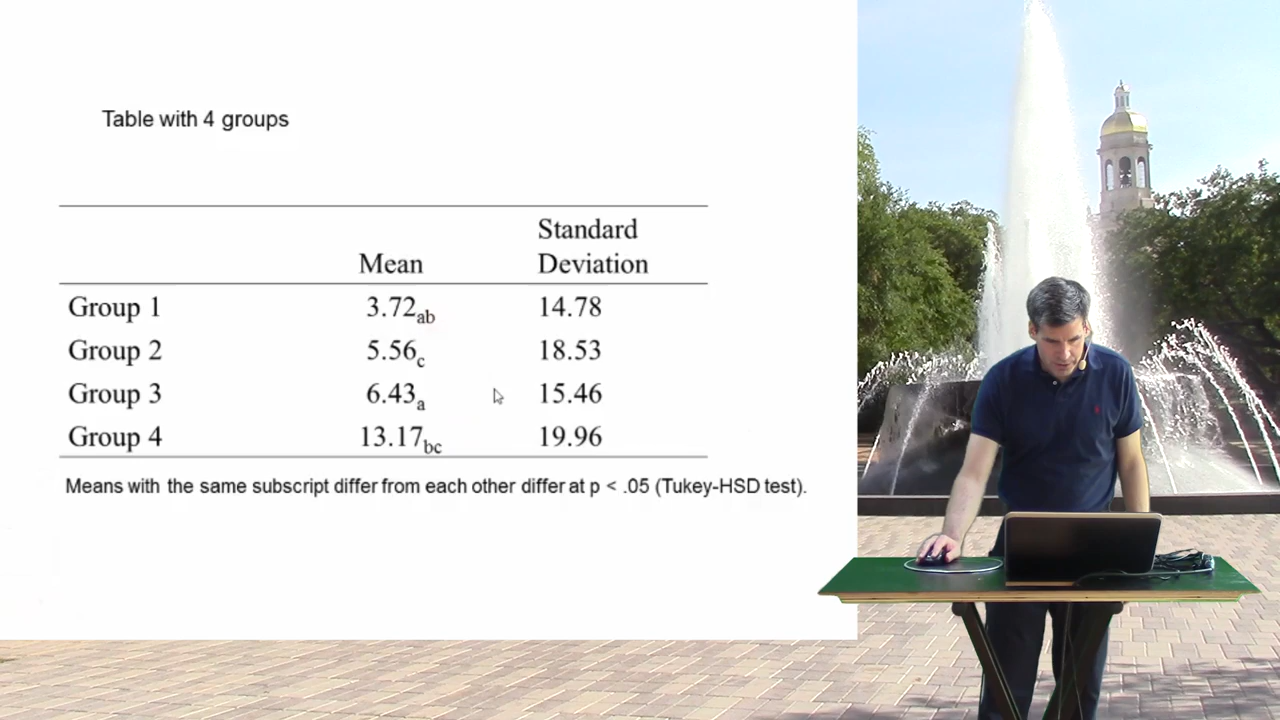 Table with 4 groups
Mean Standard Deviation
Group 1 3.72ab 14.78
Group 2 5.56c 18.53
Group 3 6.43a 15.46
Group 4 13.17bc 19.96
Means with the same subscript differ from each other differ at p < .05 (Tukey-HSD test).